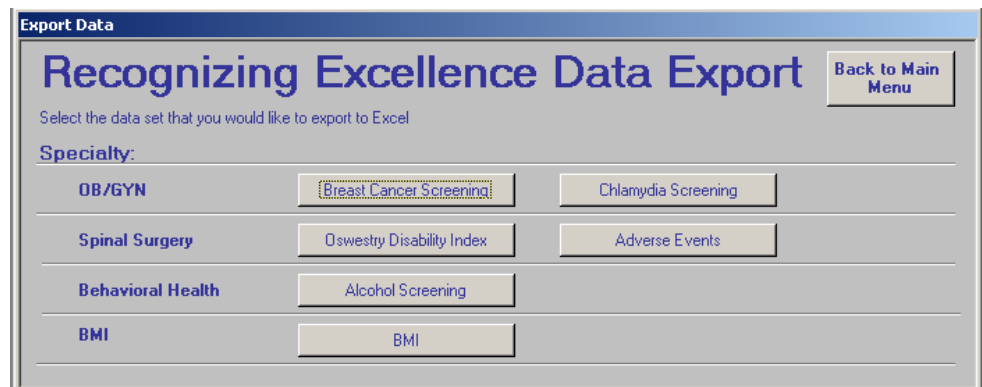 Export Data
Recognizing Excellence Data Export
Back to Main
Menu
Select the data set that you would like to export to Excel
Specialty:
OB/GYN Breast Cancer Screening Chlamydia Screening
Spinal Surgery Oswestry Disability Index Adverse Events
Behavioral Health Alcohol Screening
BMI BMI